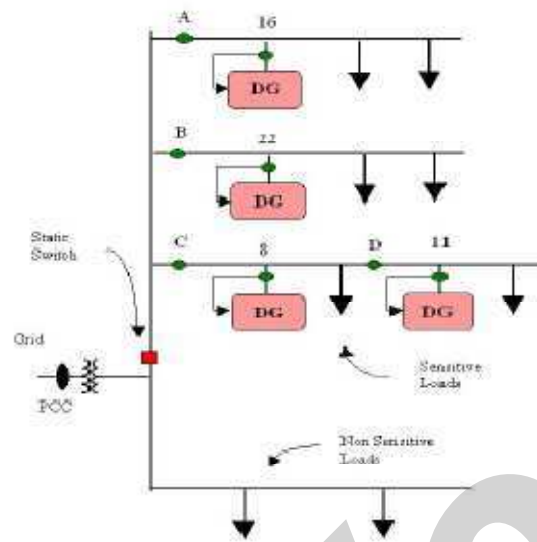 A
16
DG
B
22
DG
Static
Switch
C
8
D
11
DG
DG
Grid
PCC
Sensitive
Loads
Non Sensitive
Loads